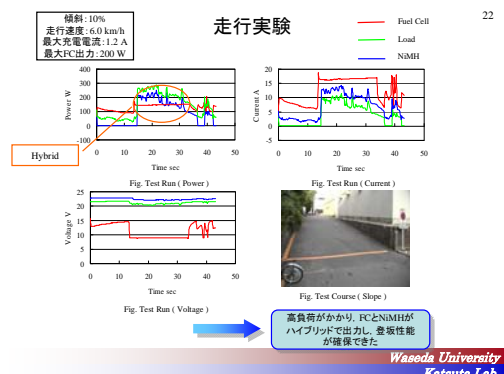 22
走行実験
傾斜:10%
走行速度:6.0 km/h
最大充電電流:1.2 A
最大FC出力:200 W
Fuel Cell
Load
NiMH
Power W
400
300
200
100
0
-100
0
10
20
30
40
50
Time sec
Fig. Test Run ( Power )
Hybrid
Current A
20
15
10
5
0
-5
0
10
20
30
40
50
Time sec
Fig. Test Run ( Current )
Voltage V
25
20
15
10
5
0
0
10
20
30
40
50
Time sec
Fig. Test Run ( Voltage )
Fig. Test Course ( Slope )
高負荷がかかり, FCとNiMHが
ハイブリッドで出力し, 登坂性能
が確保できた
Waseda University
Katsuta Lab.